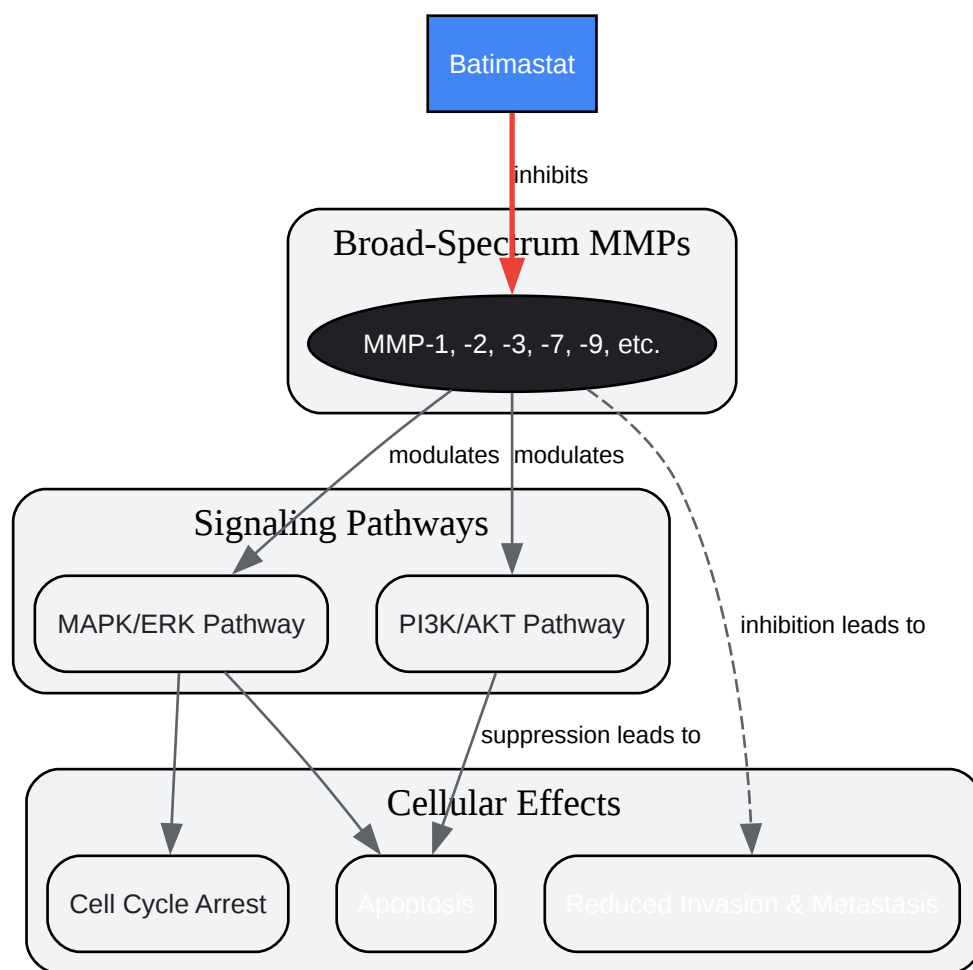 Batimastat
inhibits
Broad-Spectrum MMPs
MMP-1, -2, -3, -7, -9, etc.
modulates
modulates
Signaling Pathways
MAPK/ERK Pathway
PI3K/AKT Pathway
inhibition leads to
suppression leads to
Cellular Effects
Cell Cycle Arrest
Apoptosis
Reduced Invasion & Metastasis